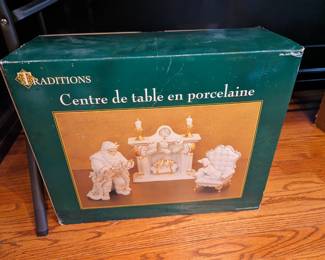 TRADITIONS
Centre de table en porcelaine